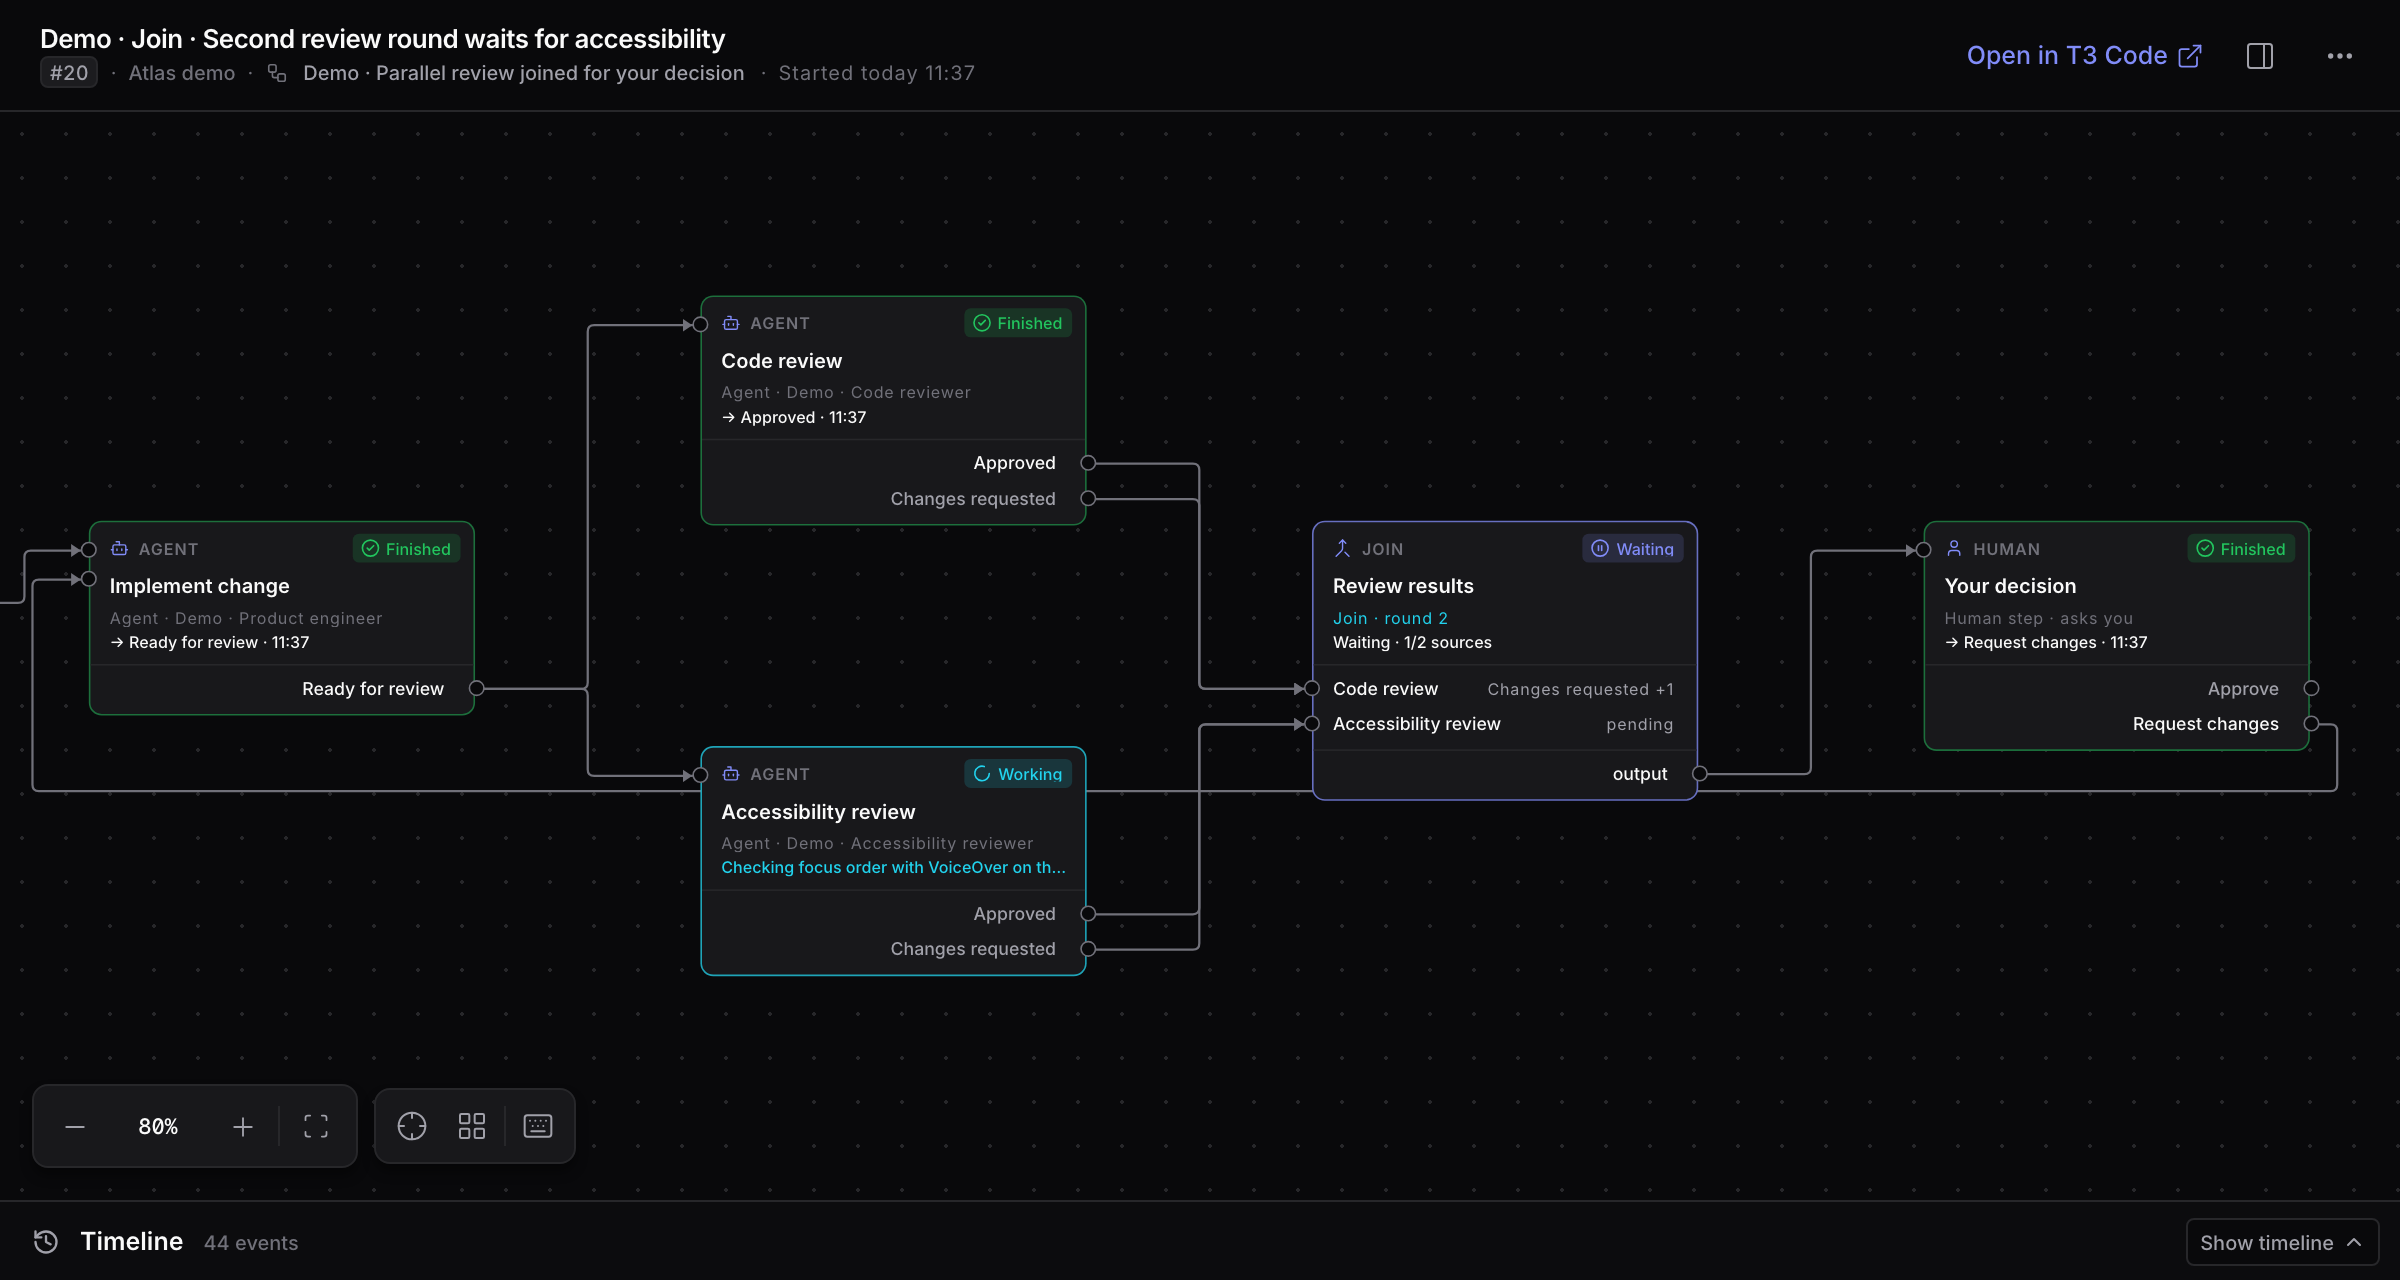 Demo · Join · Second review round waits for accessibility
#20 · Atlas demo · Demo · Parallel review joined for your decision · Started today 11:37
Open in T3 Code
AGENT
Finished
Implement change
Agent · Demo · Product engineer
→ Ready for review · 11:37
Ready for review
AGENT
Finished
Code review
Agent · Demo · Code reviewer
→ Approved · 11:37
Approved
Changes requested
AGENT
Working
Accessibility review
Agent · Demo · Accessibility reviewer
Checking focus order with VoiceOver on th...
Approved
Changes requested
JOIN
Waiting
Review results
Join · round 2
Waiting · 1/2 sources
Code review Changes requested +1
Accessibility review pending
output
HUMAN
Finished
Your decision
Human step · asks you
→ Request changes · 11:37
Approve
Request changes
80%
Timeline 44 events
Show timeline